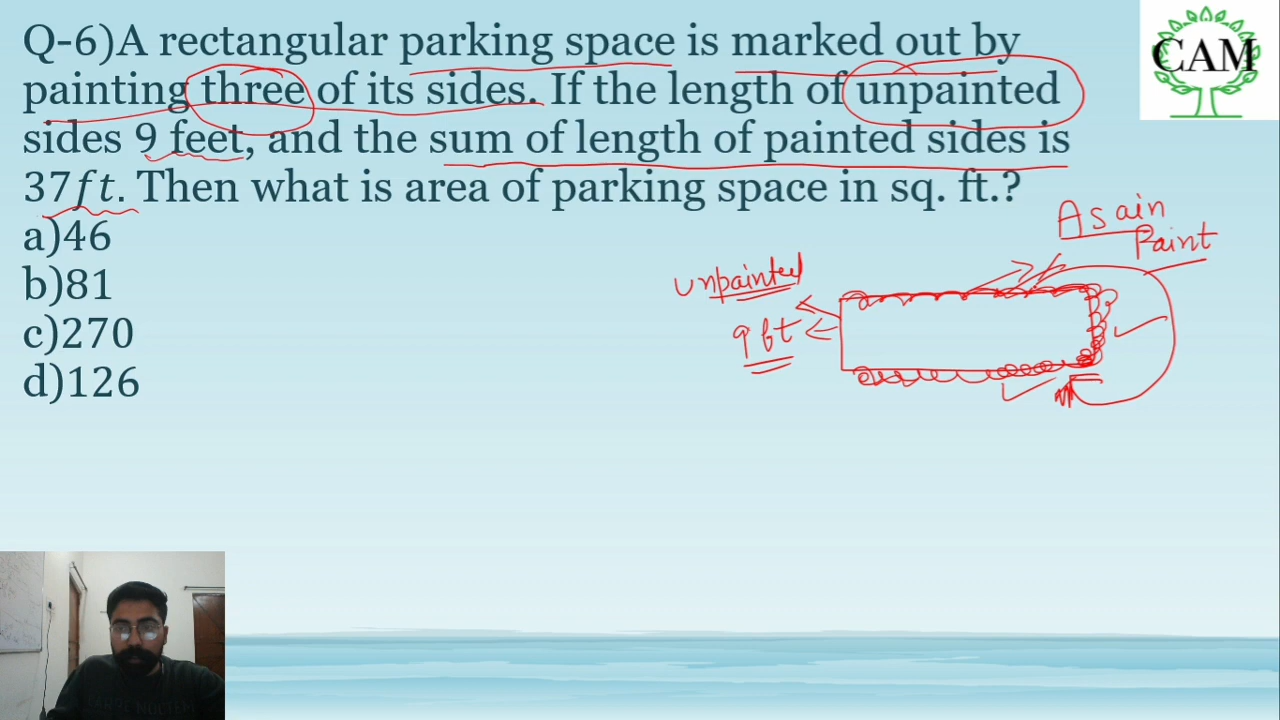 Q-6)A rectangular parking space is marked out by
painting three of its sides. If the length of unpainted
sides 9 feet, and the sum of length of painted sides is
37ft. Then what is area of parking space in sq. ft.?
a)46
b)81
c)270
d)126
CAM
Asain
Paint
unpainted
9 ft